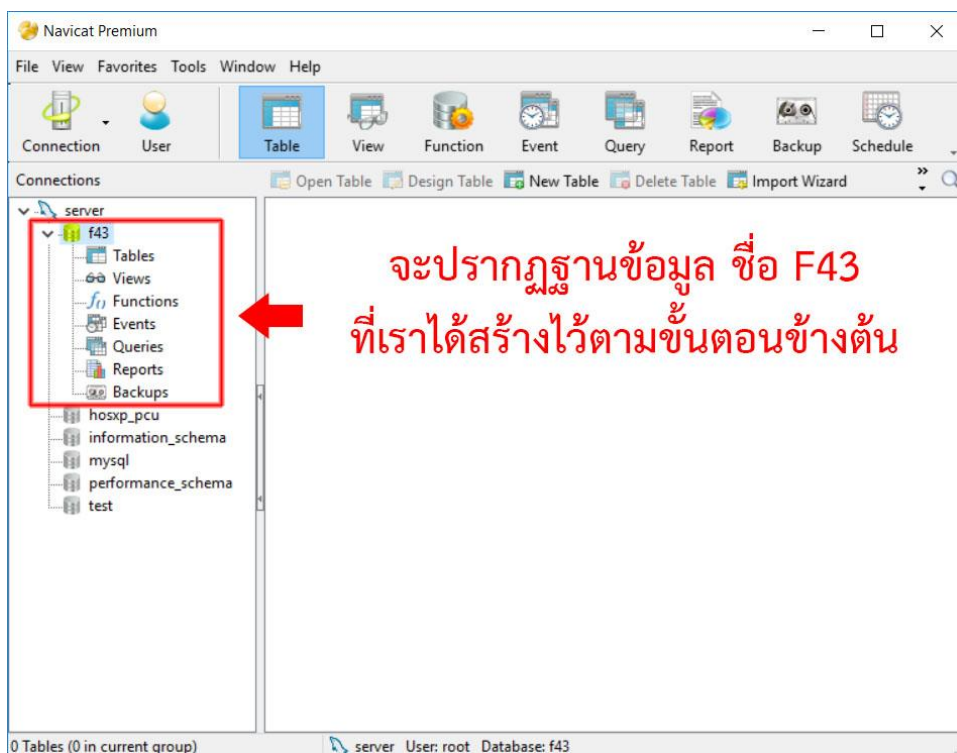 Navicat Premium
File View Favorites Tools Window Help
Connection User Table View Function Event Query Report Backup Schedule
Connections Open Table Design Table New Table Delete Table Import Wizard »
server
f43
Tables
Views
Functions
Events
Queries
Reports
Backups
hosxp_pcu
information_schema
mysql
performance_schema
test
จะปรากฏฐานข้อมูล ชื่อ F43
ที่เราได้สร้างไว้ตามขั้นตอนข้างต้น
0 Tables (0 in current group) server User: root Database: f43